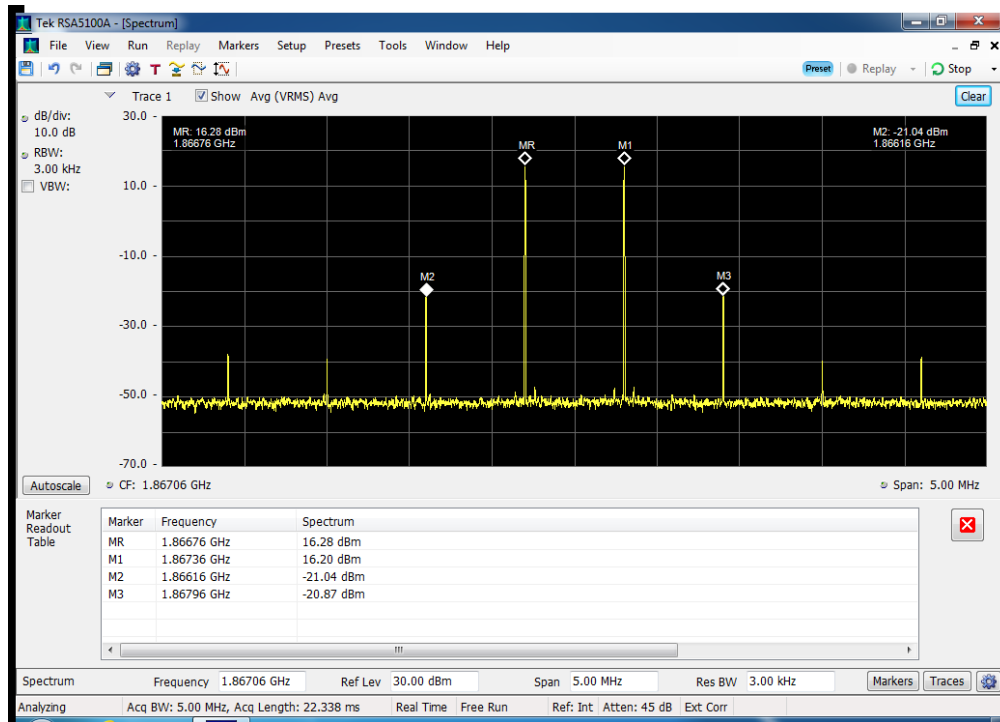 Tek RSA5100A - [Spectrum]
File View Run Replay Markers Setup Presets Tools Window Help
T
Preset Replay Stop
Trace 1 Show Avg (VRMS) Avg Clear
dB/div:
10.0 dB
RBW:
3.00 kHz
VBW:
30.0
10.0
-10.0
-30.0
-50.0
-70.0
MR: 16.28 dBm
1.86676 GHz
M2: -21.04 dBm
1.86616 GHz
MR
M1
M2
M3
Autoscale CF: 1.86706 GHz Span: 5.00 MHz
Marker
Readout
Table
Marker Frequency Spectrum
MR 1.86676 GHz 16.28 dBm
M1 1.86736 GHz 16.20 dBm
M2 1.86616 GHz -21.04 dBm
M3 1.86796 GHz -20.87 dBm
Spectrum Frequency 1.86706 GHz Ref Lev 30.00 dBm Span 5.00 MHz Res BW 3.00 kHz Markers Traces
Analyzing Acq BW: 5.00 MHz, Acq Length: 22.338 ms Real Time Free Run Ref: Int Atten: 45 dB Ext Corr